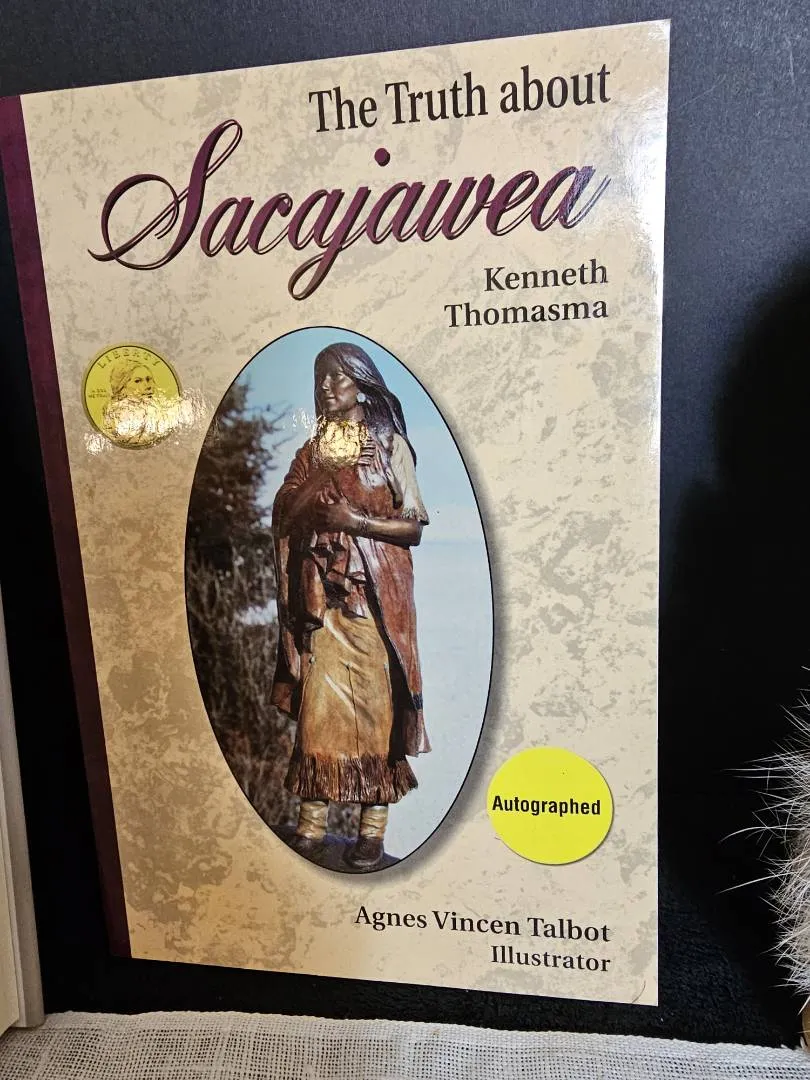 The Truth about
Sacajawea
Kenneth
Thomasma
LIBERTY
Autographed
Agnes Vincen Talbot
Illustrator